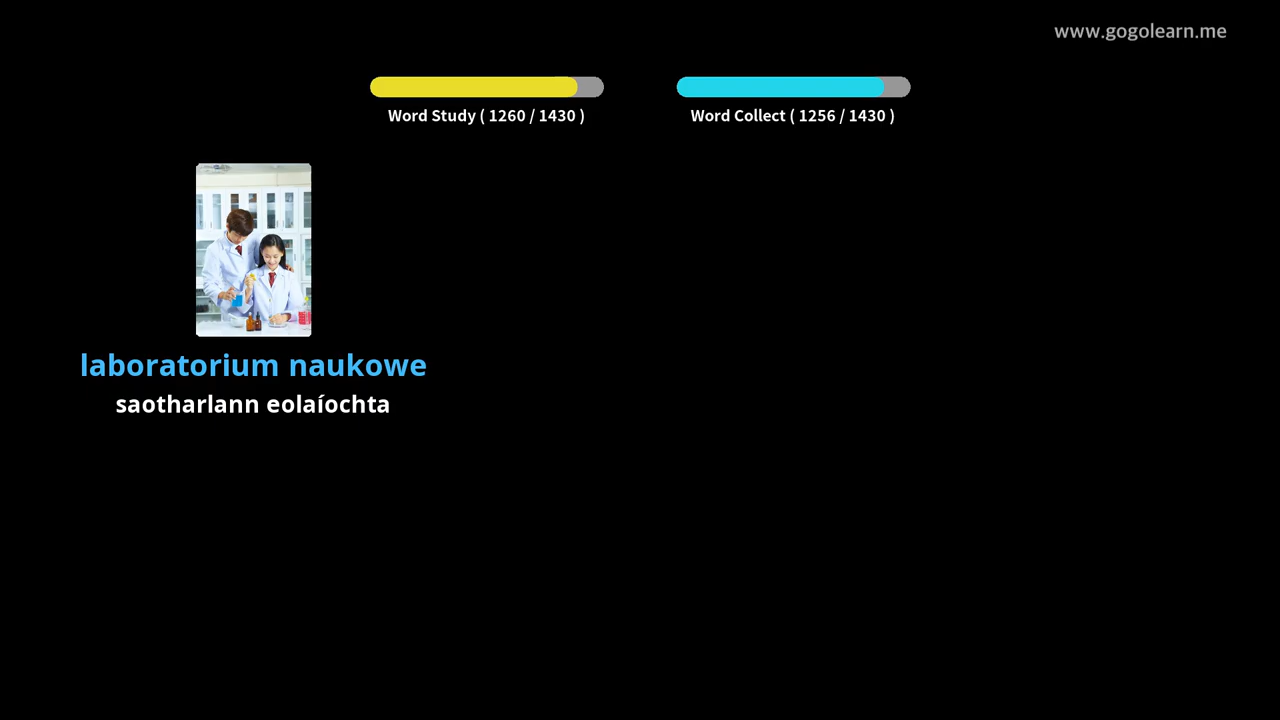 www.gogolearn.me
Word Study ( 1260 / 1430 )
Word Collect ( 1256 / 1430 )
laboratorium naukowe
saotharlann eolaíochta